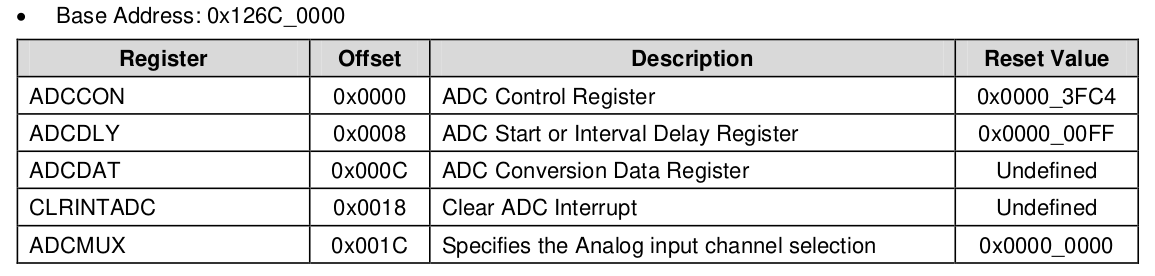 • Base Address: 0x126C_0000
Register Offset Description Reset Value
ADCCON 0x0000 ADC Control Register 0x0000_3FC4
ADCDLY 0x0008 ADC Start or Interval Delay Register 0x0000_00FF
ADCDAT 0x000C ADC Conversion Data Register Undefined
CLRINTADC 0x0018 Clear ADC Interrupt Undefined
ADCMUX 0x001C Specifies the Analog input channel selection 0x0000_0000